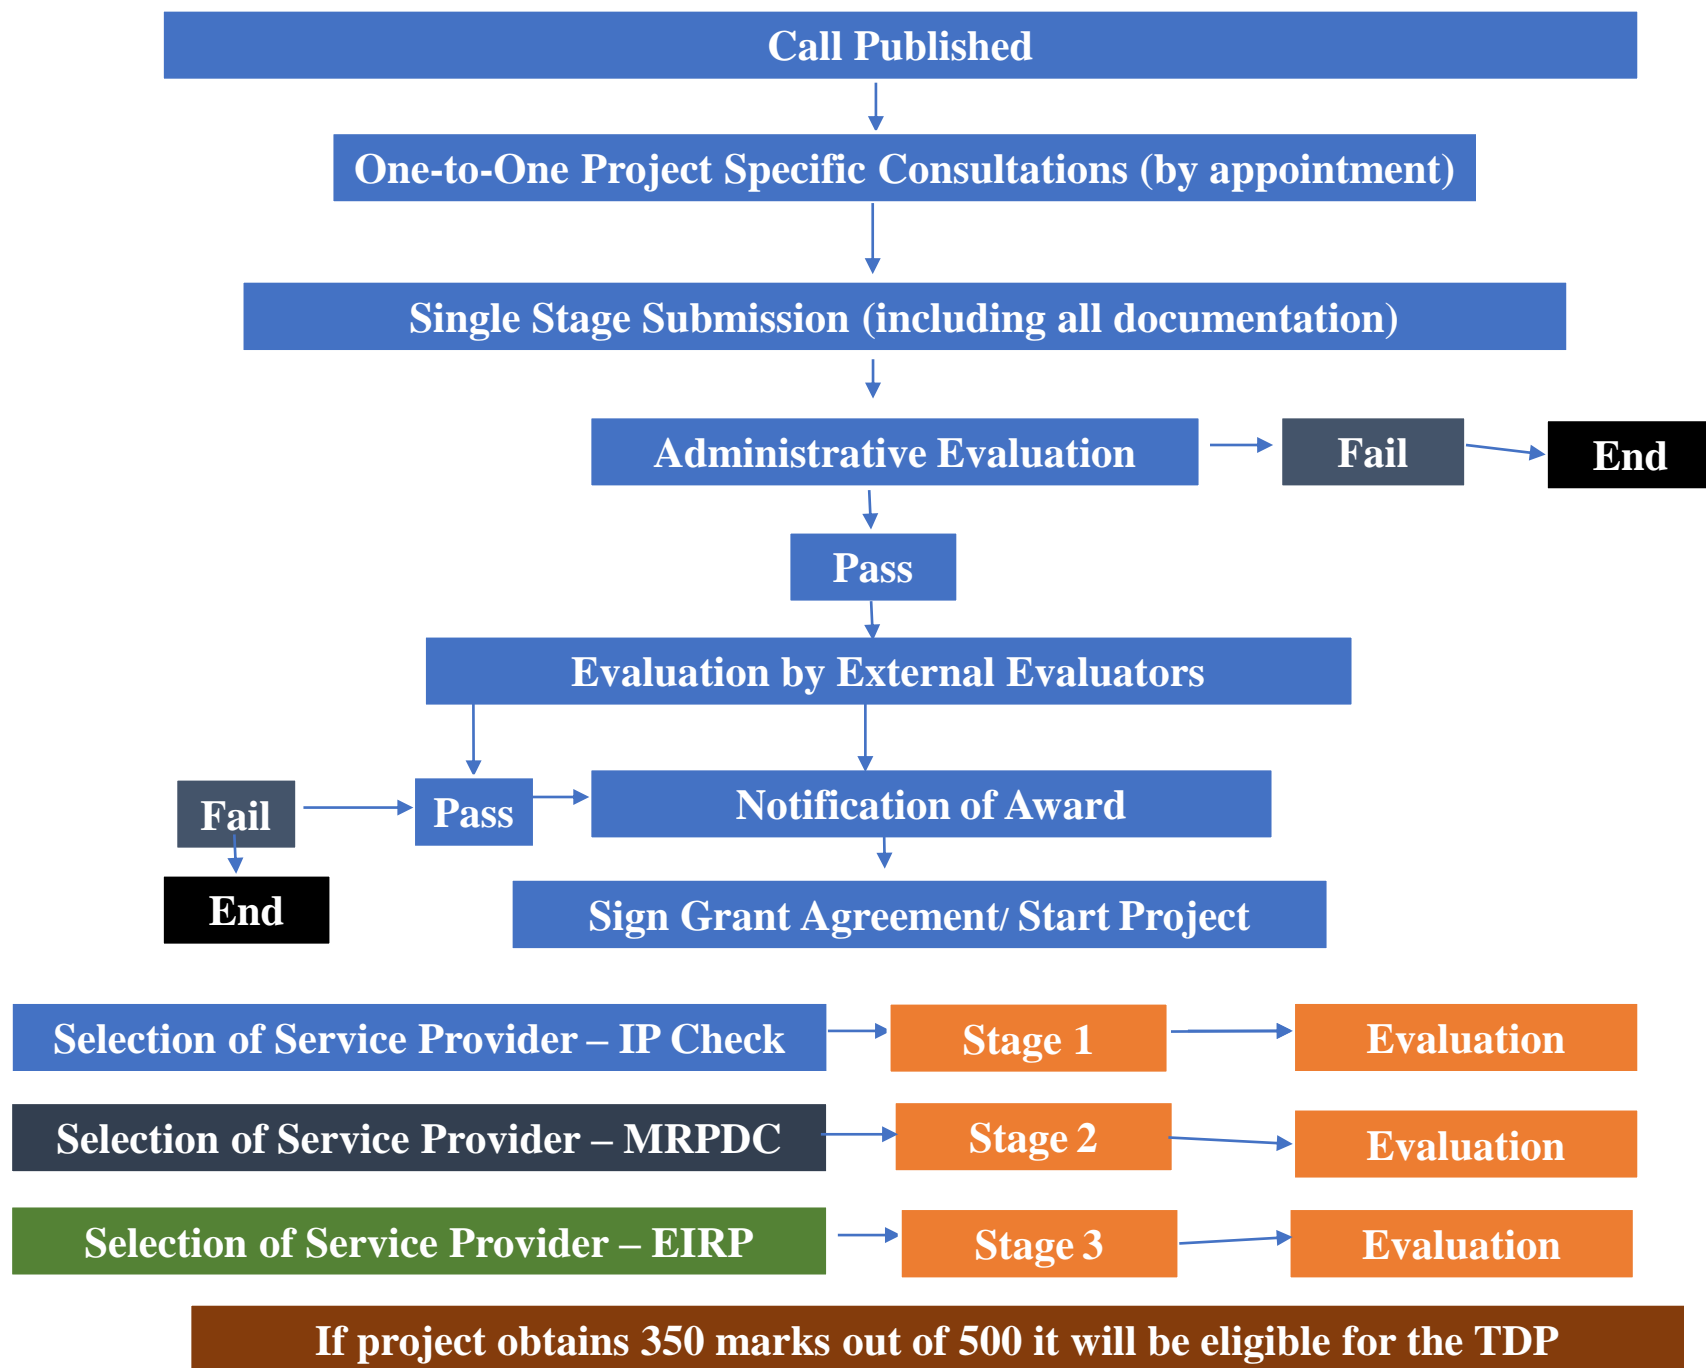 Call Published
One-to-One Project Specific Consultations (by appointment)
Single Stage Submission (including all documentation)
Administrative Evaluation
Fail
End
Pass
Evaluation by External Evaluators
Fail
Pass
Notification of Award
End
Sign Grant Agreement/ Start Project
Selection of Service Provider – IP Check
Stage 1
Evaluation
Selection of Service Provider – MRPDC
Stage 2
Evaluation
Selection of Service Provider – EIRP
Stage 3
Evaluation
If project obtains 350 marks out of 500 it will be eligible for the TDP